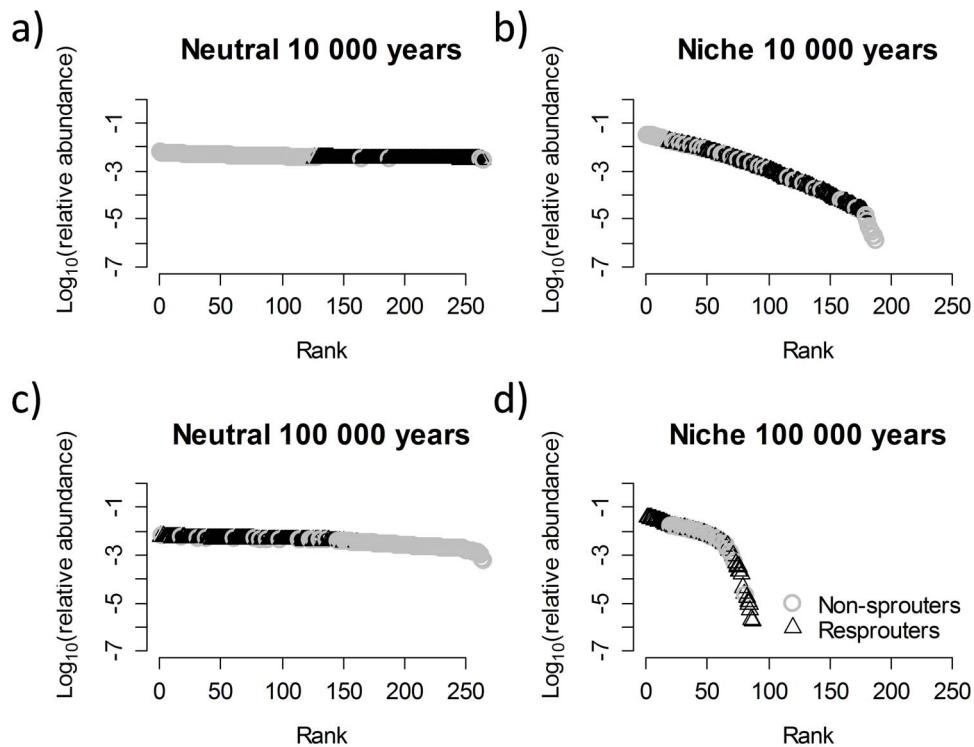 a)
Neutral 10 000 years
Log10(relative abundance)
-1
-3
-5
-7
0 50 100 150 200 250
Rank
b)
Niche 10 000 years
Log10(relative abundance)
-1
-3
-5
-7
0 50 100 150 200 250
Rank
c)
Neutral 100 000 years
Log10(relative abundance)
-1
-3
-5
-7
0 50 100 150 200 250
Rank
d)
Niche 100 000 years
Log10(relative abundance)
-1
-3
-5
-7
Non-sprouters
Resprouters
0 50 100 150 200 250
Rank